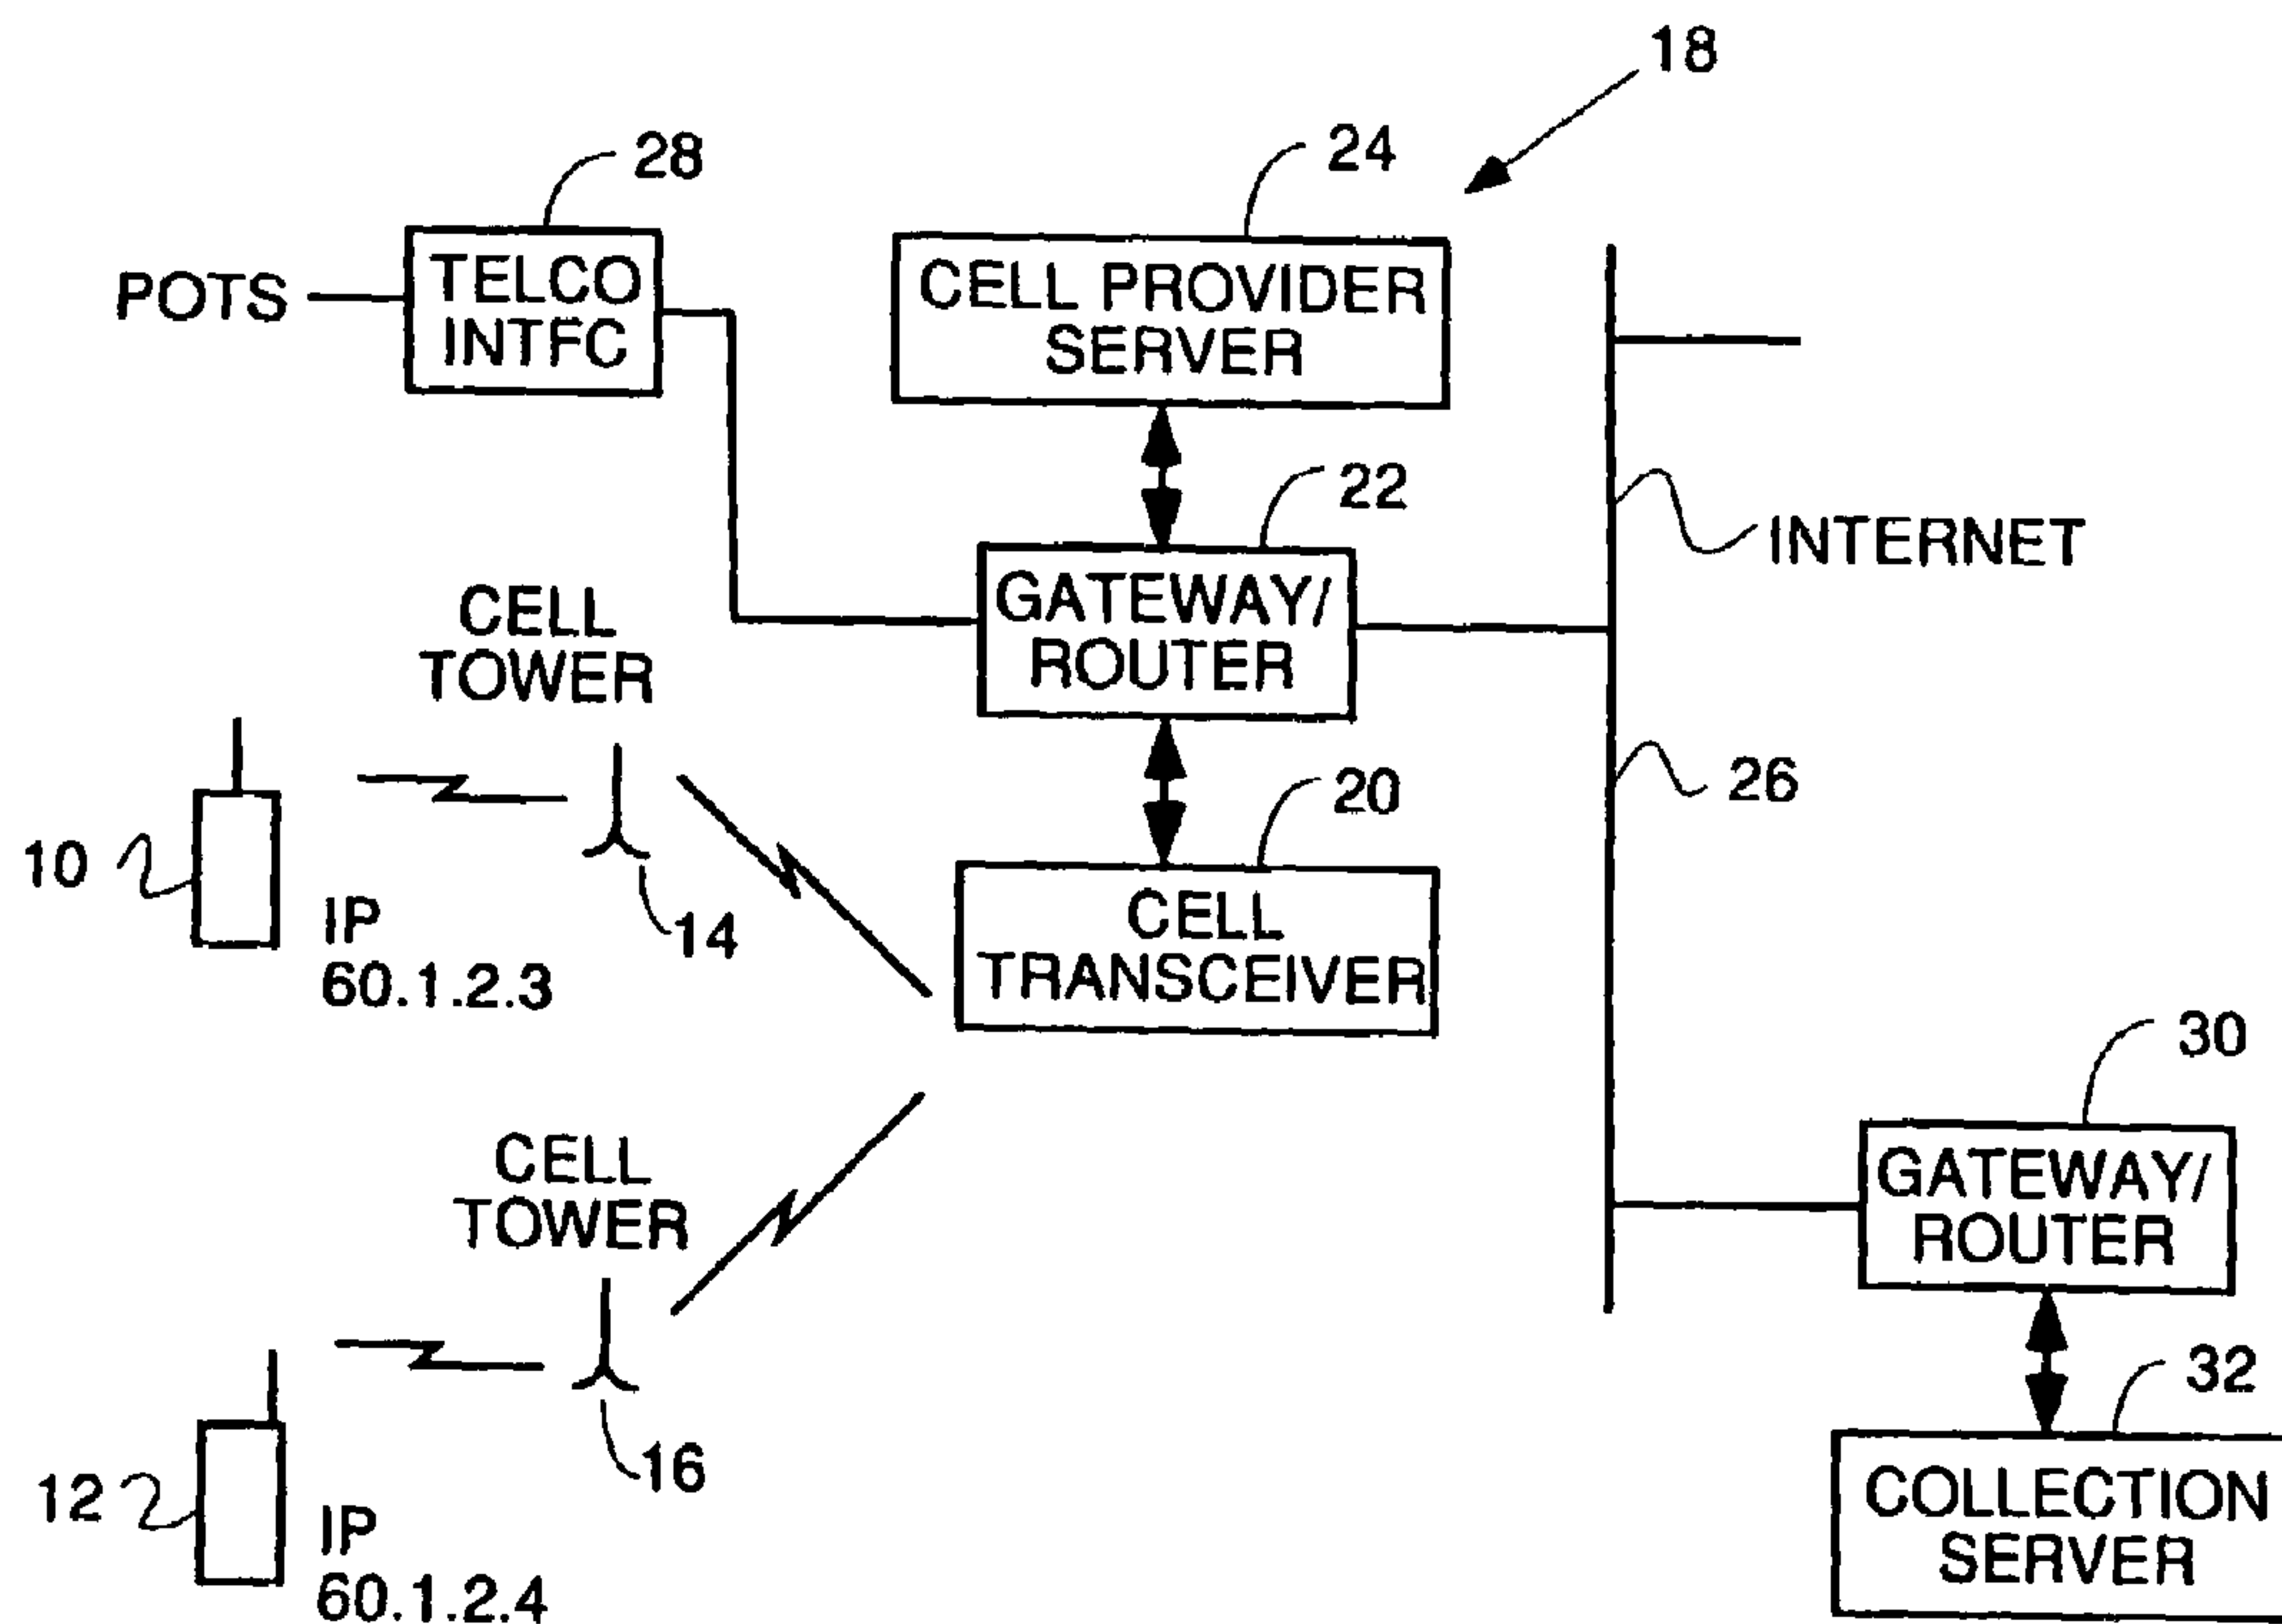 18
28
24
POTS
TELCO
INTFC
CELL PROVIDER
SERVER
22
INTERNET
GATEWAY/
ROUTER
CELL
TOWER
26
20
10
14
IP
60.1.2.3
CELL
TRANSCEIVER
30
CELL
TOWER
GATEWAY/
ROUTER
32
16
12
IP
60.1.2.4
COLLECTION
SERVER